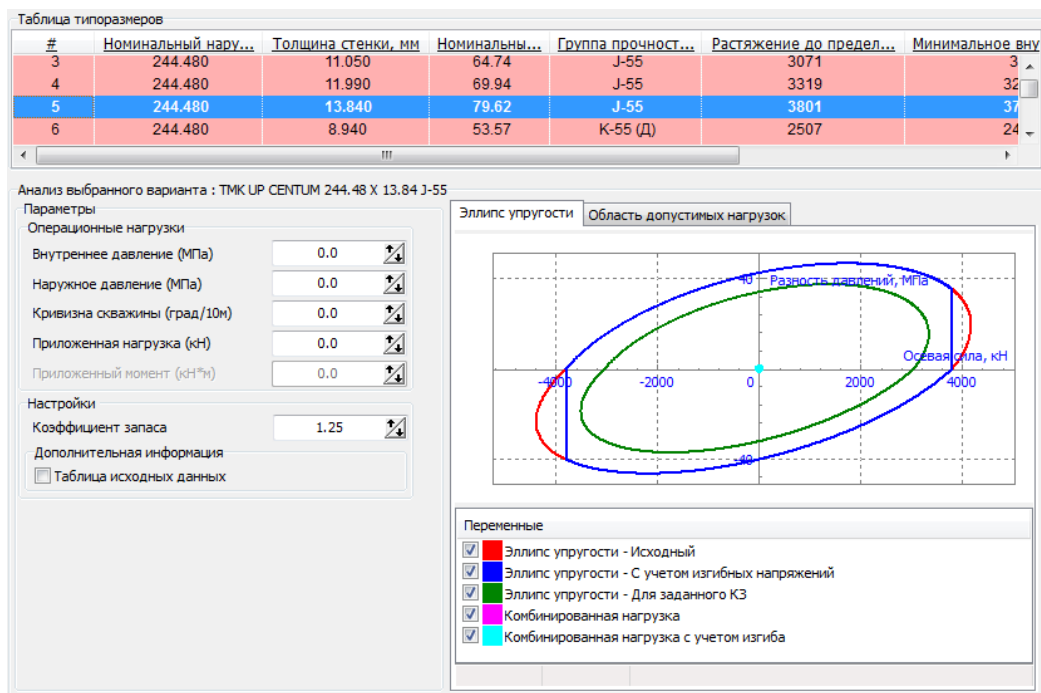 Таблица типоразмеров
# Номинальный нару... Толщина стенки, мм Номинальны... Группа прочност... Растяжение до предел... Минимальное вну
3 244.480 11.050 64.74 J-55 3071 3
4 244.480 11.990 69.94 J-55 3319 32
5 244.480 13.840 79.62 J-55 3801 37
6 244.480 8.940 53.57 К-55 (Д) 2507 24
Анализ выбранного варианта : TMK UP CENTUM 244.48 X 13.84 J-55
Параметры
Операционные нагрузки
Внутреннее давление (МПа) 0.0
Наружное давление (МПа) 0.0
Кривизна скважины (град/10м) 0.0
Приложенная нагрузка (кН) 0.0
Приложенный момент (кН*м) 0.0
Настройки
Коэффициент запаса 1.25
Дополнительная информация
Таблица исходных данных
Эллипс упругости Область допустимых нагрузок
40 Разность давлений, МПа
Осевая сила, кН
-4000 -2000 0 2000 4000
-40
Переменные
Эллипс упругости - Исходный
Эллипс упругости - С учетом изгибных напряжений
Эллипс упругости - Для заданного КЗ
Комбинированная нагрузка
Комбинированная нагрузка с учетом изгиба